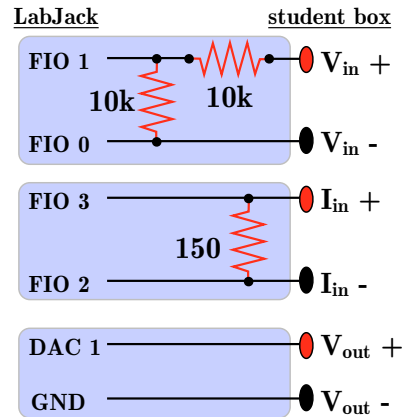 LabJack student box
FIO 1 V_in +
10k 10k
FIO 0 V_in -
FIO 3 I_in +
150
FIO 2 I_in -
DAC 1 V_out +
GND V_out -